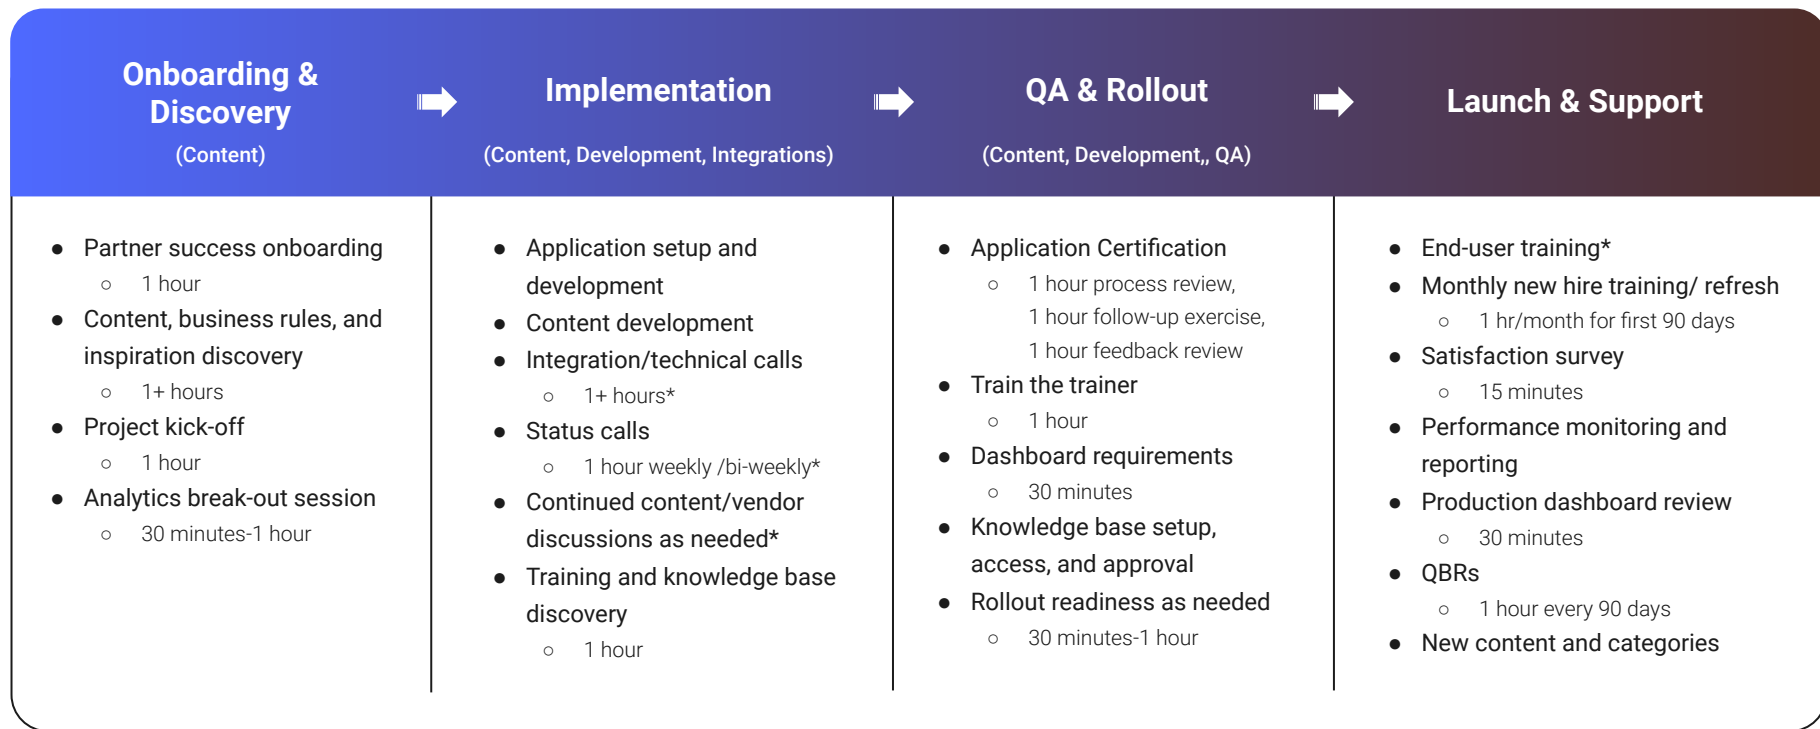 Onboarding &
Discovery
(Content)
Implementation
(Content, Development, Integrations)
QA & Rollout
(Content, Development,, QA)
Launch & Support
● Partner success onboarding
○ 1 hour
● Content, business rules, and
inspiration discovery
○ 1+ hours
● Project kick-off
○ 1 hour
● Analytics break-out session
○ 30 minutes-1 hour
● Application setup and
development
● Content development
● Integration/technical calls
○ 1+ hours*
● Status calls
○ 1 hour weekly /bi-weekly*
● Continued content/vendor
discussions as needed*
● Training and knowledge base
discovery
○ 1 hour
● Application Certification
○ 1 hour process review,
1 hour follow-up exercise,
1 hour feedback review
● Train the trainer
○ 1 hour
● Dashboard requirements
○ 30 minutes
● Knowledge base setup,
access, and approval
● Rollout readiness as needed
○ 30 minutes-1 hour
● End-user training*
● Monthly new hire training/ refresh
○ 1 hr/month for first 90 days
● Satisfaction survey
○ 15 minutes
● Performance monitoring and
reporting
● Production dashboard review
○ 30 minutes
● QBRs
○ 1 hour every 90 days
● New content and categories